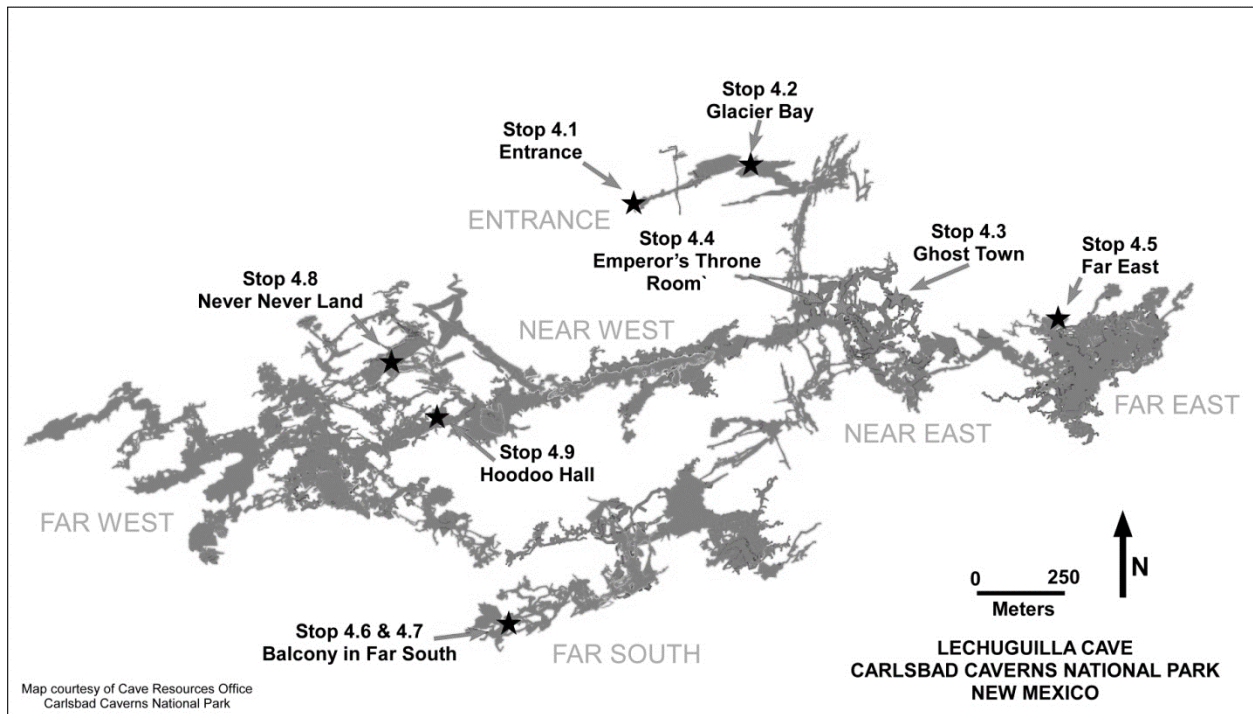 Stop 4.2
Glacier Bay
Stop 4.1
Entrance
ENTRANCE
Stop 4.4
Emperor's Throne
Room`
Stop 4.3
Ghost Town
Stop 4.5
Far East
Stop 4.8
Never Never Land
NEAR WEST
FAR EAST
NEAR EAST
Stop 4.9
Hoodoo Hall
FAR WEST
N
0 250
Meters
Stop 4.6 & 4.7
Balcony in Far South
FAR SOUTH
LECHUGUILLA CAVE
CARLSBAD CAVERNS NATIONAL PARK
NEW MEXICO
Map courtesy of Cave Resources Office
Carlsbad Caverns National Park